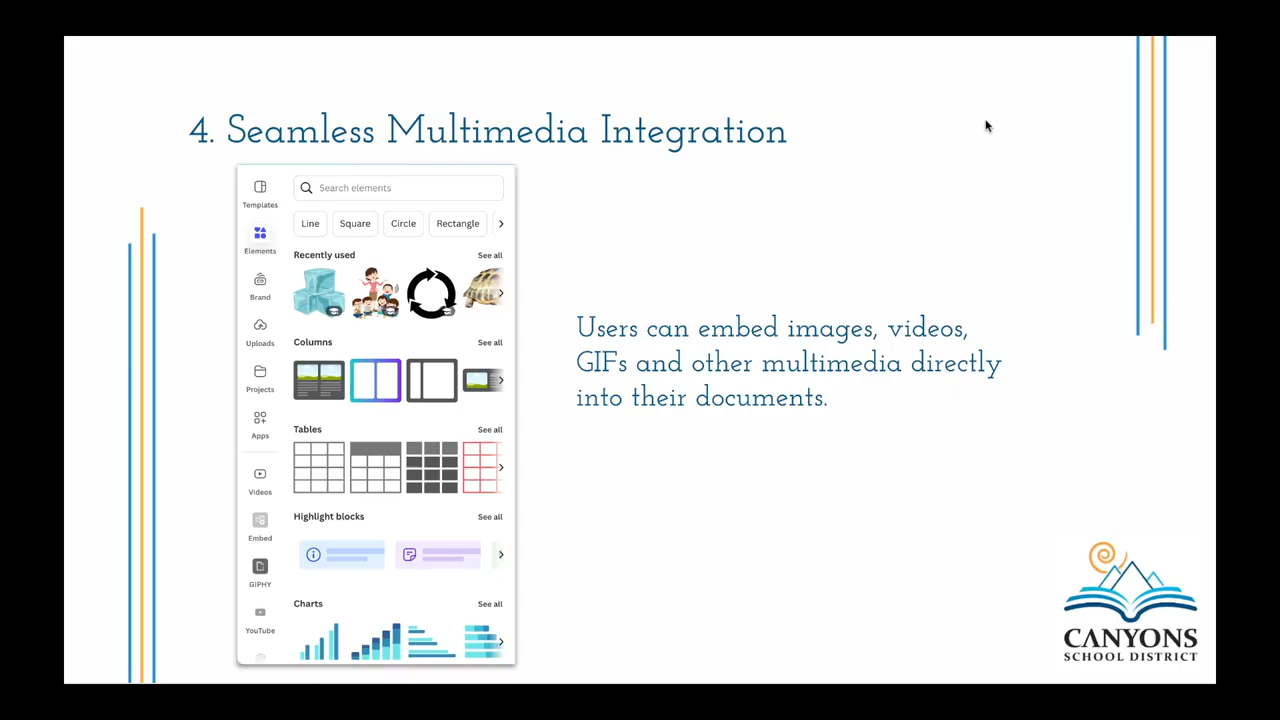 4. Seamless Multimedia Integration
Templates
Elements
Brand
Uploads
Projects
Apps
Videos
Embed
GIPHY
YouTube
Search elements
Line Square Circle Rectangle
Recently used See all
Columns See all
Tables See all
Highlight blocks See all
Charts See all
Users can embed images, videos,
GIFs and other multimedia directly
into their documents.
CANYONS
SCHOOL DISTRICT